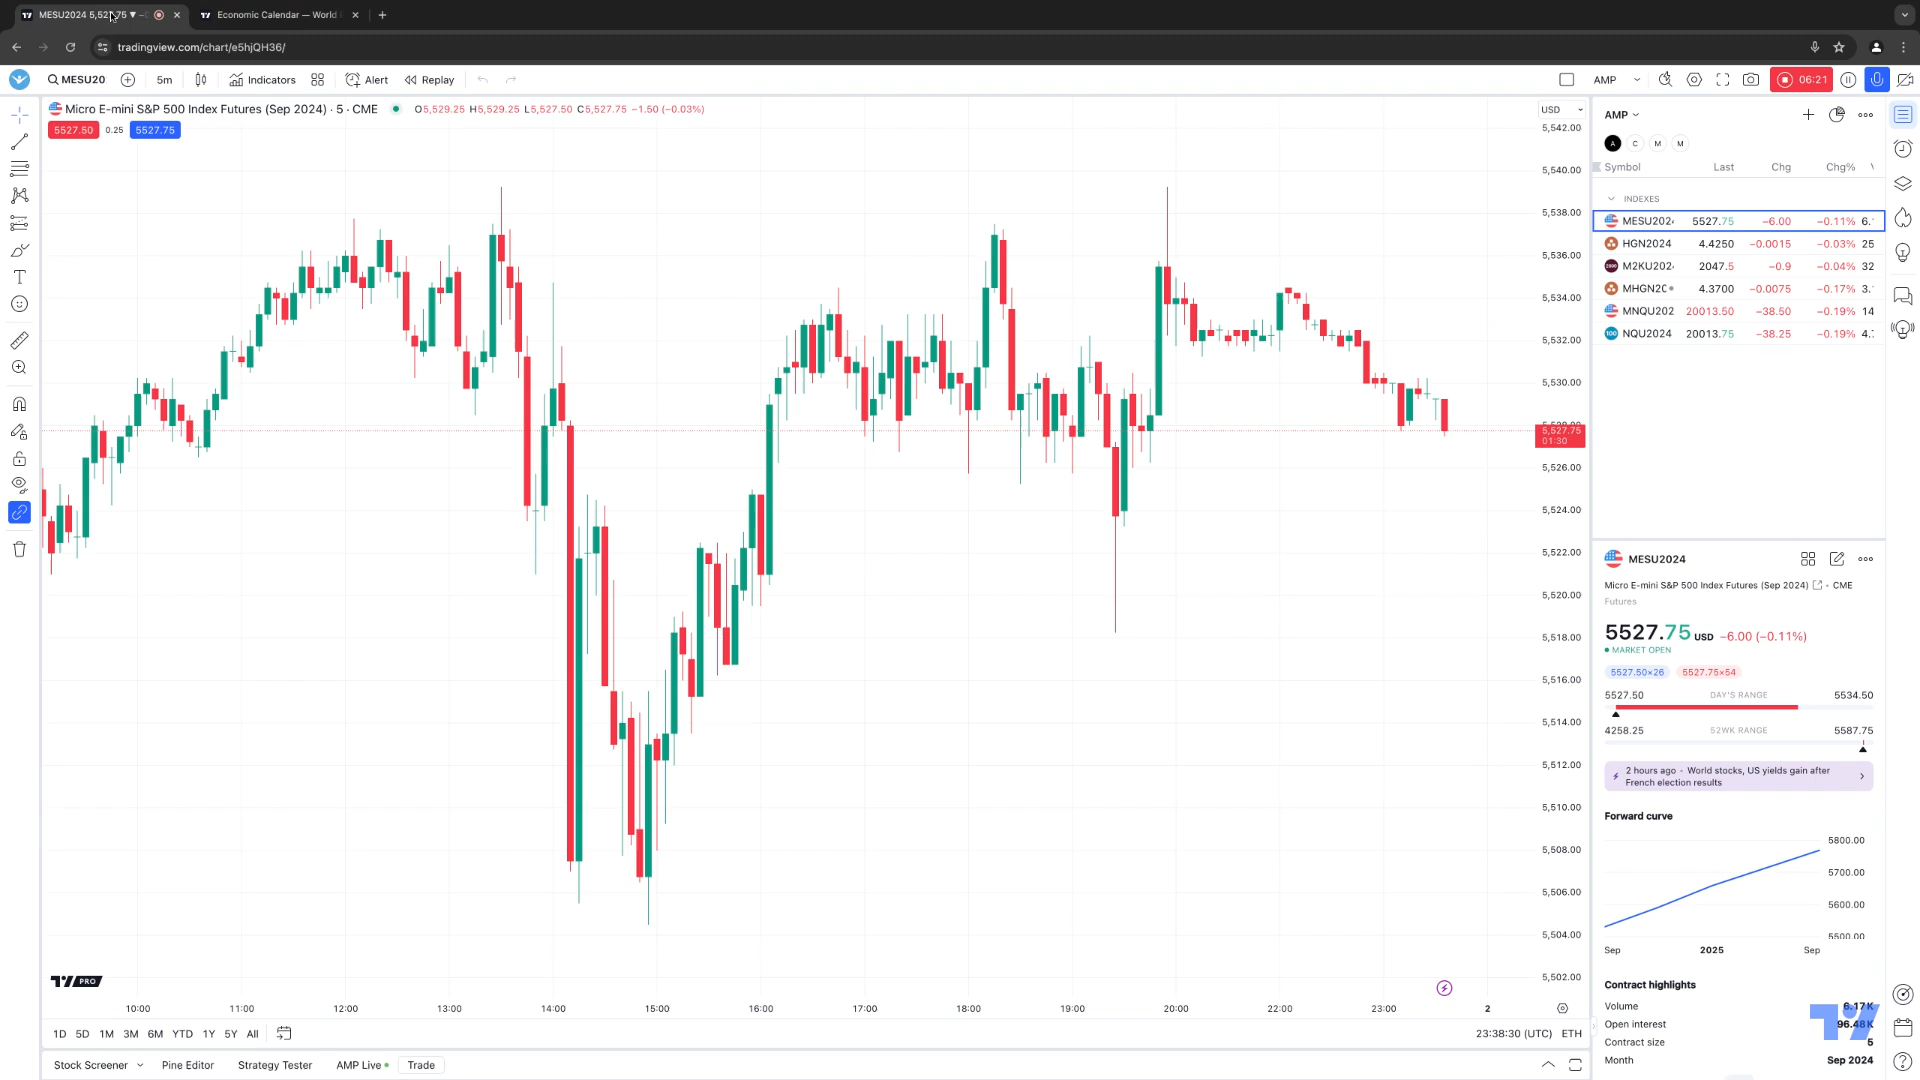 MESU2024 5,527.75 ▼ −0
Economic Calendar — World
tradingview.com/chart/e5hjQH36/
MESU20
5m
Indicators
Alert
Replay
AMP
06:21
Micro E-mini S&P 500 Index Futures (Sep 2024) · 5 · CME
O5,529.25 H5,529.25 L5,527.50 C5,527.75 −1.50 (−0.03%)
5527.50 0.25 5527.75
USD
5,542.00
5,540.00
5,538.00
5,536.00
5,534.00
5,532.00
5,530.00
5,527.75
01:30
5,526.00
5,524.00
5,522.00
5,520.00
5,518.00
5,516.00
5,514.00
5,512.00
5,510.00
5,508.00
5,506.00
5,504.00
5,502.00
PRO
10:00 11:00 12:00 13:00 14:00 15:00 16:00 17:00 18:00 19:00 20:00 22:00 22:00 23:00 2
1D 5D 1M 3M 6M YTD 1Y 5Y All
23:38:30 (UTC) ETH
Stock Screener
Pine Editor
Strategy Tester
AMP Live
Trade
AMP
A C M M
Symbol Last Chg Chg%
INDEXES
MESU2024 5527.75 −6.00 −0.11% 6.
HGN2024 4.4250 −0.0015 −0.03% 25
M2KU202 2047.5 −0.9 −0.04% 32
MHGN20 4.3700 −0.0075 −0.17% 3.
MNQU202 20013.50 −38.50 −0.19% 14
NQU2024 20013.75 −38.25 −0.19% 4.
MESU2024
Micro E-mini S&P 500 Index Futures (Sep 2024) • CME
Futures
5527.75 USD −6.00 (−0.11%)
MARKET OPEN
5527.50×26 5527.75×54
5527.50 DAY'S RANGE 5534.50
4258.25 52WK RANGE 5587.75
2 hours ago · World stocks, US yields gain after
French election results
Forward curve
5800.00
5700.00
5600.00
5500.00
Sep 2025 Sep
Contract highlights
Volume 6.17K
Open interest 96.48K
Contract size 5
Month Sep 2024